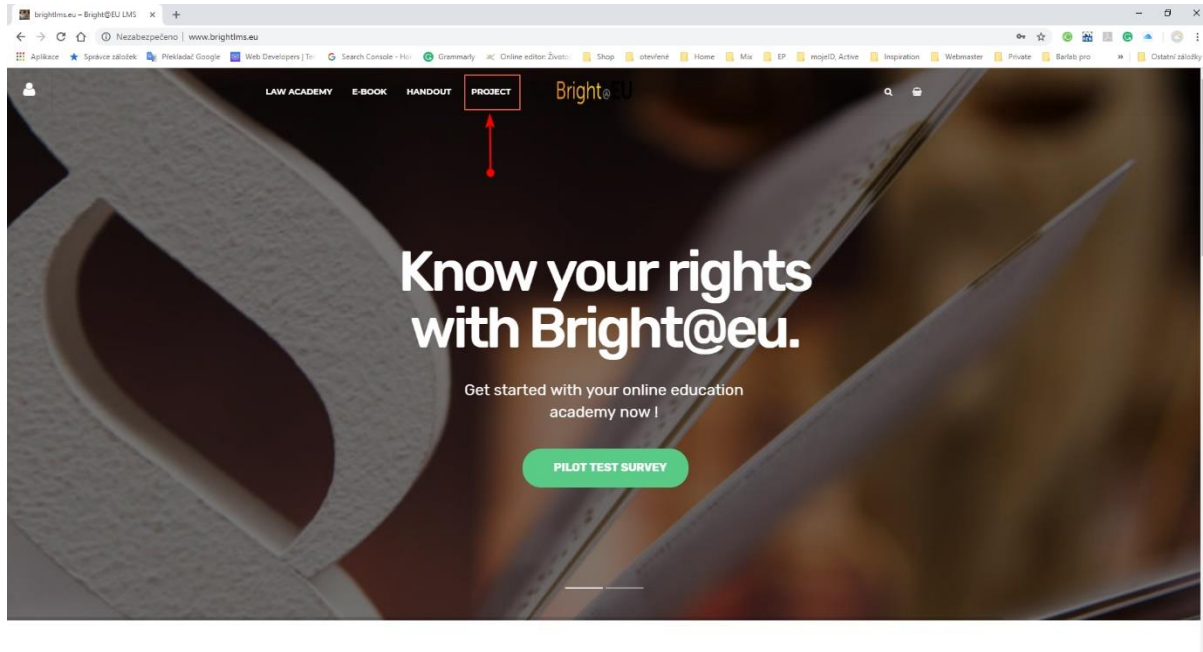 brightlms.eu – Bright@EU LMS
Nezabezpečeno | www.brightlms.eu
Aplikace Správce záložek Překladač Google Web Developers | Te Search Console - Ho Grammarly Online editor: Životo Shop otevřené Home Mix EP mojeID, Active Inspiration Webmaster Private Barlab pro » Ostatní záložky
LAW ACADEMY E-BOOK HANDOUT PROJECT Bright@EU
Know your rights
with Bright@eu.
Get started with your online education
academy now !
PILOT TEST SURVEY